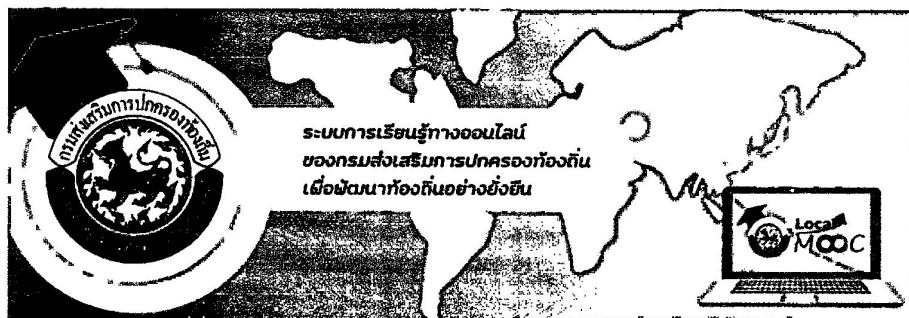 กรมส่งเสริมการปกครองท้องถิ่น
ระบบการเรียนรู้ทางออนไลน์
ของกรมส่งเสริมการปกครองท้องถิ่น
เพื่อพัฒนาท้องถิ่นอย่างยั่งยืน
Local
MOOC